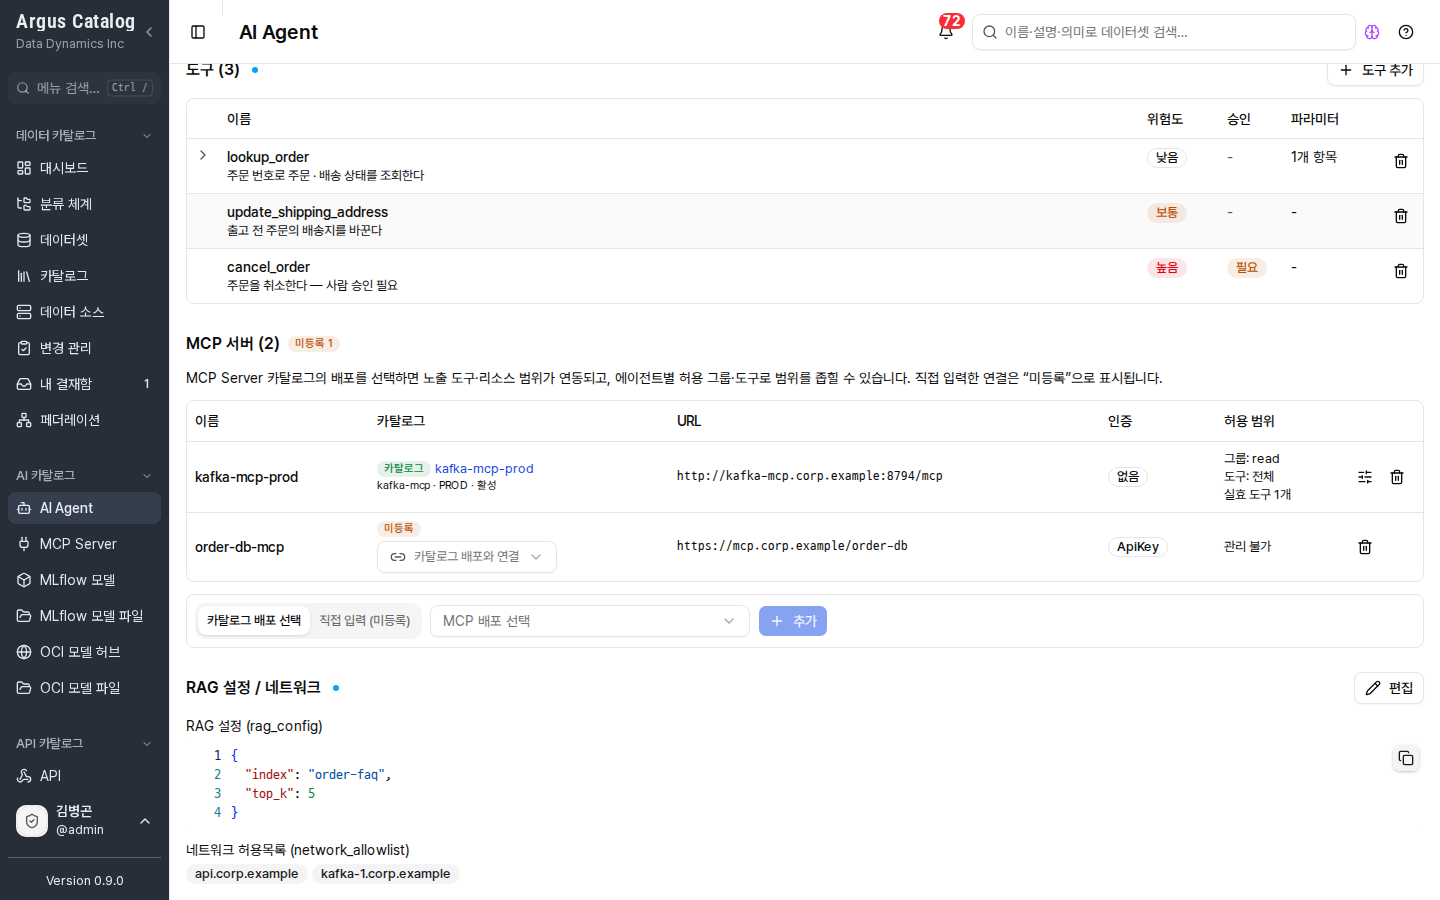 Argus Catalog
Data Dynamics Inc
메뉴 검색... Ctrl /
데이터 카탈로그
대시보드
분류 체계
데이터셋
카탈로그
데이터 소스
변경 관리
내 결재함 1
페더레이션
AI 카탈로그
AI Agent
MCP Server
MLflow 모델
MLflow 모델 파일
OCI 모델 허브
OCI 모델 파일
API 카탈로그
API
김병곤
@admin
Version 0.9.0
AI Agent
72
이름·설명·의미로 데이터셋 검색...
도구 (3)
도구 추가
이름 위험도 승인 파라미터
lookup_order 낮음 - 1개 항목
주문 번호로 주문 · 배송 상태를 조회한다
update_shipping_address 보통 - -
출고 전 주문의 배송지를 바꾼다
cancel_order 높음 필요 -
주문을 취소한다 — 사람 승인 필요
MCP 서버 (2) 미등록 1
MCP Server 카탈로그의 배포를 선택하면 노출 도구·리소스 범위가 연동되고, 에이전트별 허용 그룹·도구로 범위를 좁힐 수 있습니다. 직접 입력한 연결은 “미등록”으로 표시됩니다.
이름 카탈로그 URL 인증 허용 범위
kafka-mcp-prod 카탈로그 kafka-mcp-prod http://kafka-mcp.corp.example:8794/mcp 없음 그룹: read
kafka-mcp · PROD · 활성 도구: 전체
실효 도구 1개
order-db-mcp 미등록 https://mcp.corp.example/order-db ApiKey 관리 불가
카탈로그 배포와 연결
카탈로그 배포 선택 직접 입력 (미등록) MCP 배포 선택 추가
RAG 설정 / 네트워크 편집
RAG 설정 (rag_config)
1 {
2 "index": "order-faq",
3 "top_k": 5
4 }
네트워크 허용목록 (network_allowlist)
api.corp.example kafka-1.corp.example